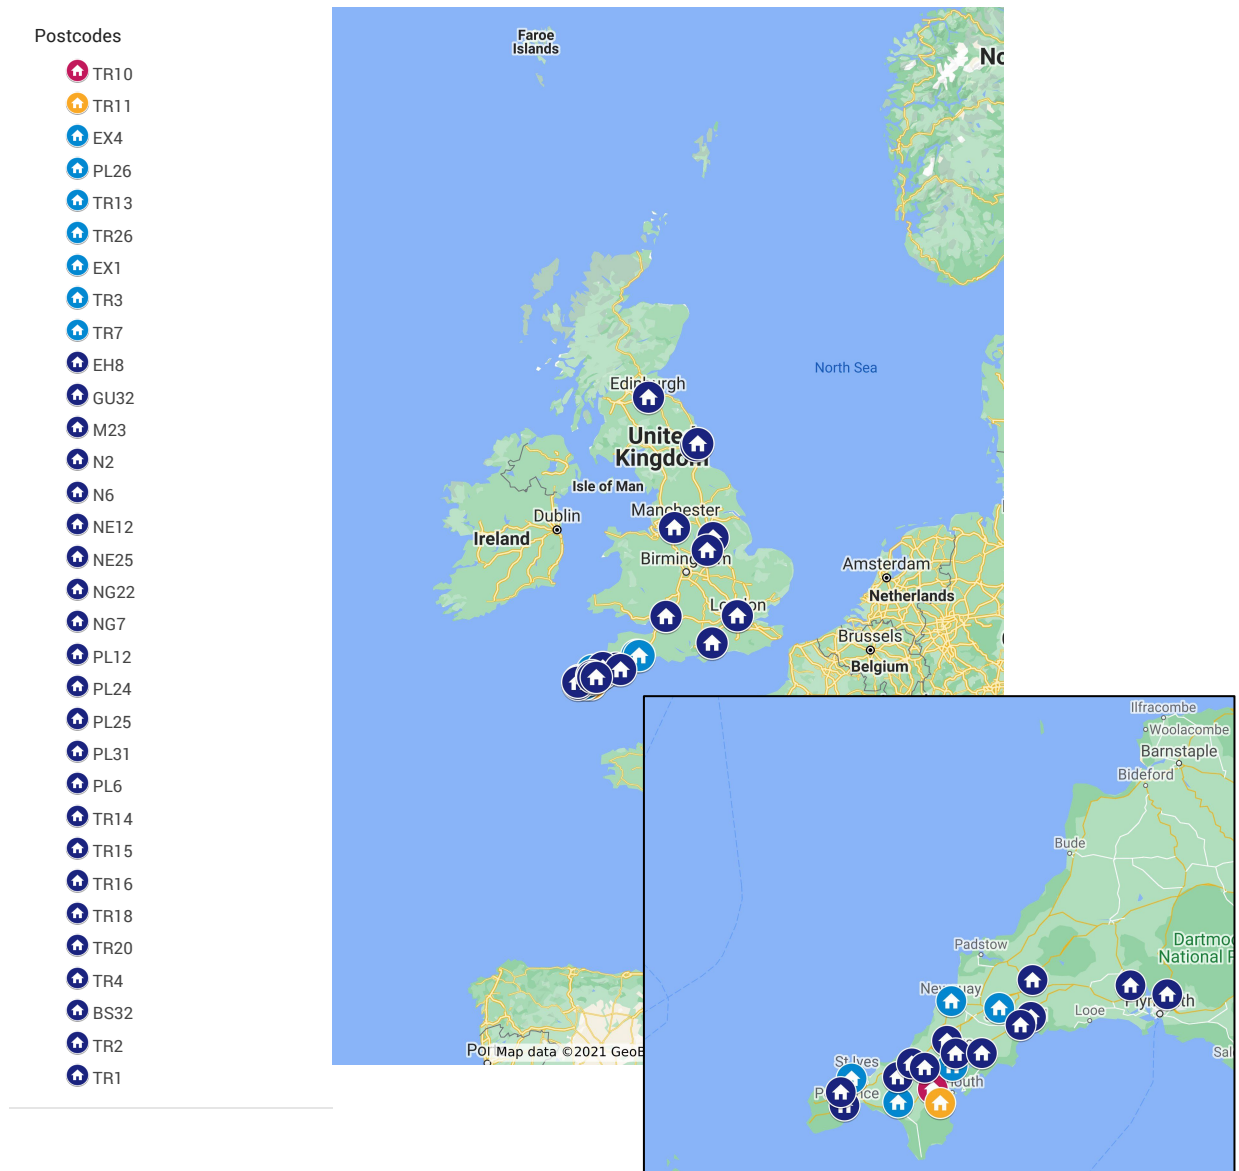 Postcodes
TR10
TR11
EX4
PL26
TR13
TR26
EX1
TR3
TR7
EH8
GU32
M23
N2
N6
NE12
NE25
NG22
NG7
PL12
PL24
PL25
PL31
PL6
TR14
TR15
TR16
TR18
TR20
TR4
BS32
TR2
TR1
Faroe
Islands
North Sea
Kingdom
Isle of Man
Dublin
Ireland
Manchester
Amsterdam
Netherlands
Brussels
Belgium
Map data ©2021
Ilfracombe
Woolacombe
Barnstaple
Bideford
Bude
Padstow
Looe
National